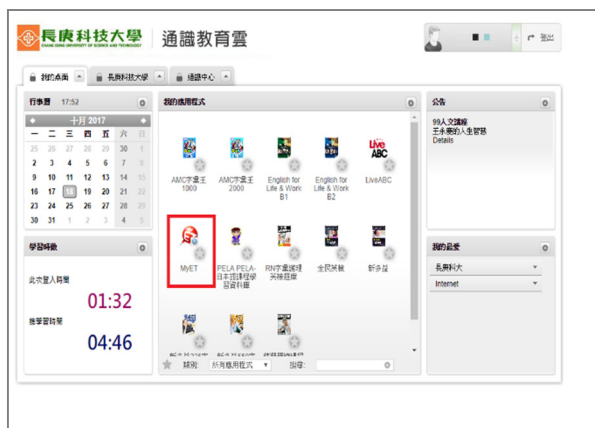 長庚科技大學 通識教育雲
CHANG GUNG UNIVERSITY OF SCIENCE AND TECHNOLOGY
登出
我的桌面 長庚科技大學 通識中心
行事曆 17:52
十月 2017
一 二 三 四 五 六 日
25 26 27 28 29 30 1
2 3 4 5 6 7 8
9 10 11 12 13 14 15
16 17 18 19 20 21 22
23 24 25 26 27 28 29
30 31 1 2 3 4 5
學習時數
此次登入時間
01:32
總學習時間
04:46
我的應用程式
AMC字彙王 1000
AMC字彙王 2000
English for Life & Work B1
English for Life & Work B2
Live ABC
LiveABC
MyET
PELA PELA-日本語課程學習資料庫
RN字彙護理英檢題庫
全民英檢
新多益
類別: 所有應用程式 搜尋:
公告
99人文講座
王永慶的人生智慧
Details
我的最愛
長庚科大
Internet